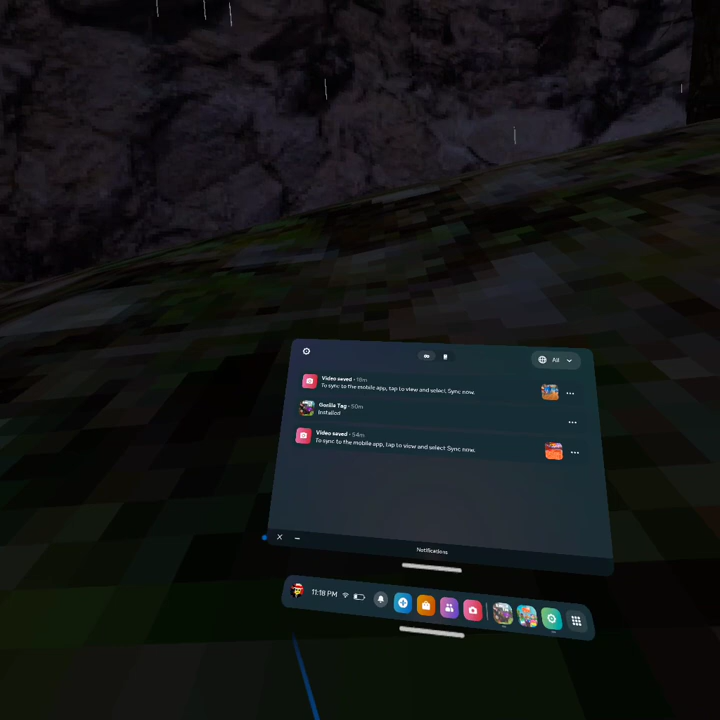 All
Video saved · 18m
To sync to the mobile app, tap to view and select Sync now.
Gorilla Tag · 50m
Installed
Video saved · 54m
To sync to the mobile app, tap to view and select Sync now.
Notifications
11:18 PM